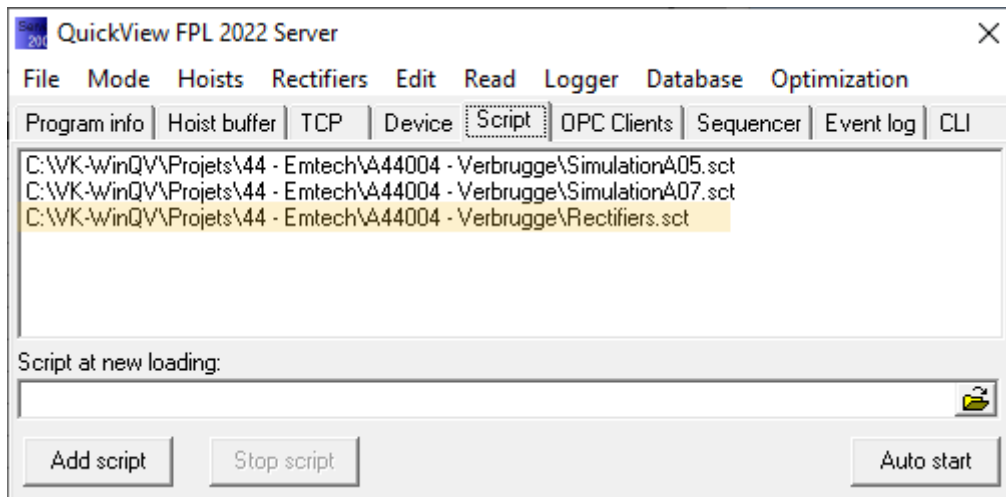 QuickView FPL 2022 Server
File Mode Hoists Rectifiers Edit Read Logger Database Optimization
Program info Hoist buffer TCP Device Script OPC Clients Sequencer Event log CLI
C:\VK-WinQV\Projets\44 - Emtech\A44004 - Verbrugge\SimulationA05.sct
C:\VK-WinQV\Projets\44 - Emtech\A44004 - Verbrugge\SimulationA07.sct
C:\VK-WinQV\Projets\44 - Emtech\A44004 - Verbrugge\Rectifiers.sct
Script at new loading:
Add script Stop script Auto start